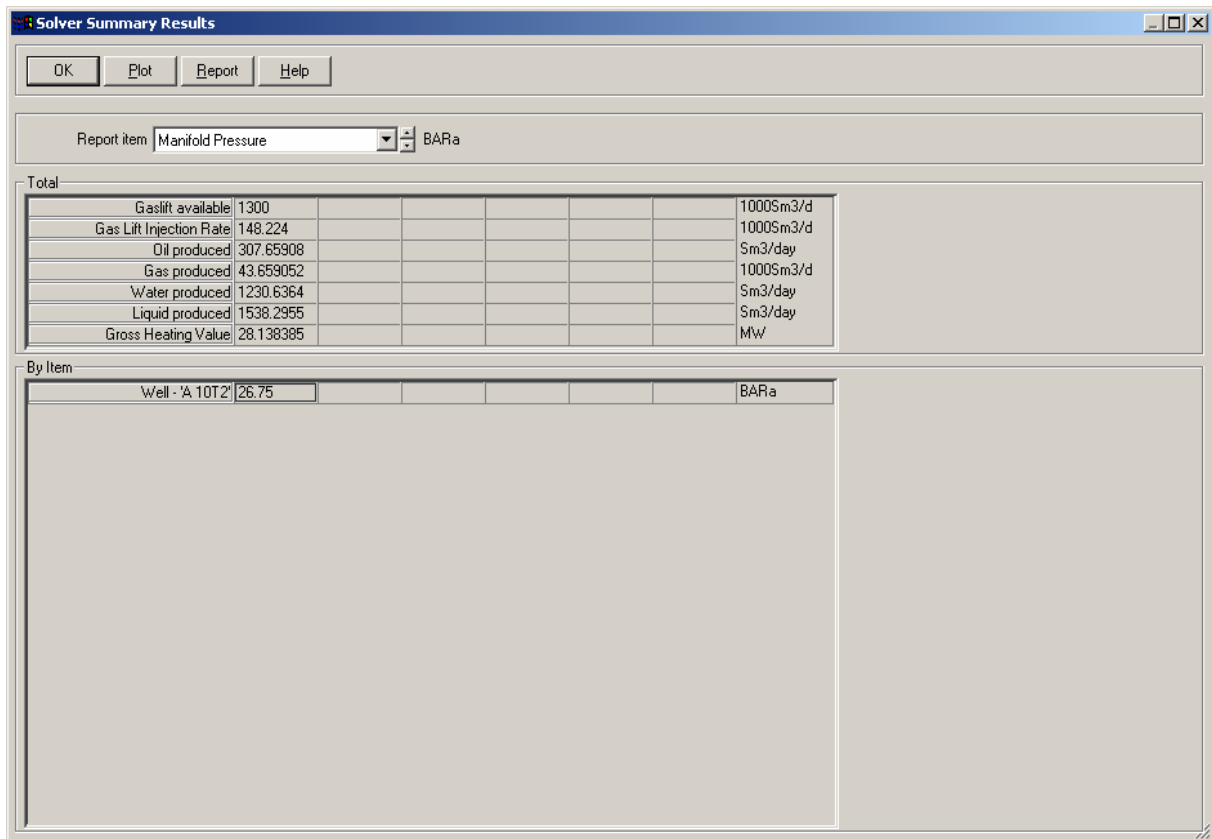 Solver Summary Results
OK Plot Report Help
Report item Manifold Pressure BARa
Total
Gaslift available 1300 1000Sm3/d
Gas Lift Injection Rate 148.224 1000Sm3/d
Oil produced 307.65908 Sm3/day
Gas produced 43.659052 1000Sm3/d
Water produced 1230.6364 Sm3/day
Liquid produced 1538.2955 Sm3/day
Gross Heating Value 28.138385 MW
By Item
Well - 'A 10T2' 26.75 BARa